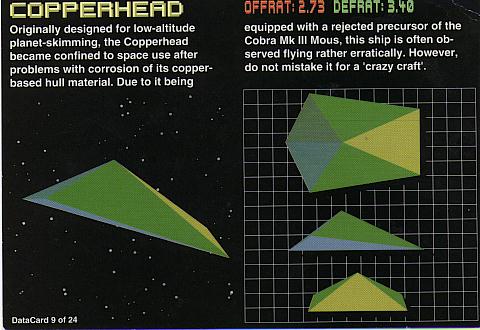 COPPERHEAD
Originally designed for low-altitude
planet-skimming, the Copperhead
became confined to space use after
problems with corrosion of its copper-
based hull material. Due to it being
OFFRAT: 2.73 DEFRAT: 3.40
equipped with a rejected precursor of the
Cobra Mk III Mous, this ship is often ob-
served flying rather erratically. However,
do not mistake it for a 'crazy craft'.
DataCard 9 of 24